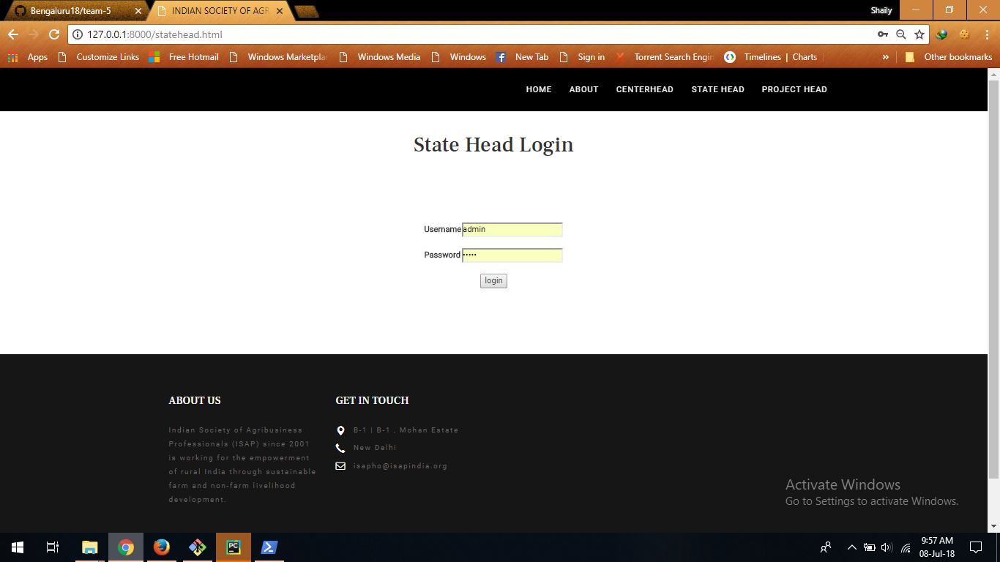 Bengaluru18/team-5
INDIAN SOCIETY OF AGR
Shaily
127.0.0.1:8000/statehead.html
Apps
Customize Links
Free Hotmail
Windows Marketpla
Windows Media
Windows
New Tab
Sign in
Torrent Search Engin
Timelines | Charts
»
Other bookmarks
HOME ABOUT CENTERHEAD STATE HEAD PROJECT HEAD
State Head Login
Username admin
Password •••••
login
ABOUT US
Indian Society of Agribusiness
Professionals (ISAP) since 2001
is working for the empowerment
of rural India through sustainable
farm and non-farm livelihood
development.
GET IN TOUCH
B-1 | B-1 , Mohan Estate
New Delhi
isapho@isapindia.org
Activate Windows
Go to Settings to activate Windows.
PC
9:57 AM
08-Jul-18